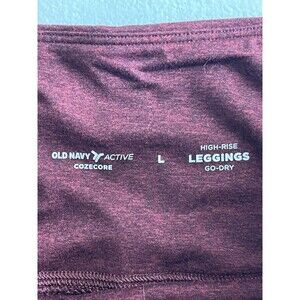 OLD NAVY ACTIVE
COZECORE
L
HIGH-RISE
LEGGINGS
GO-DRY